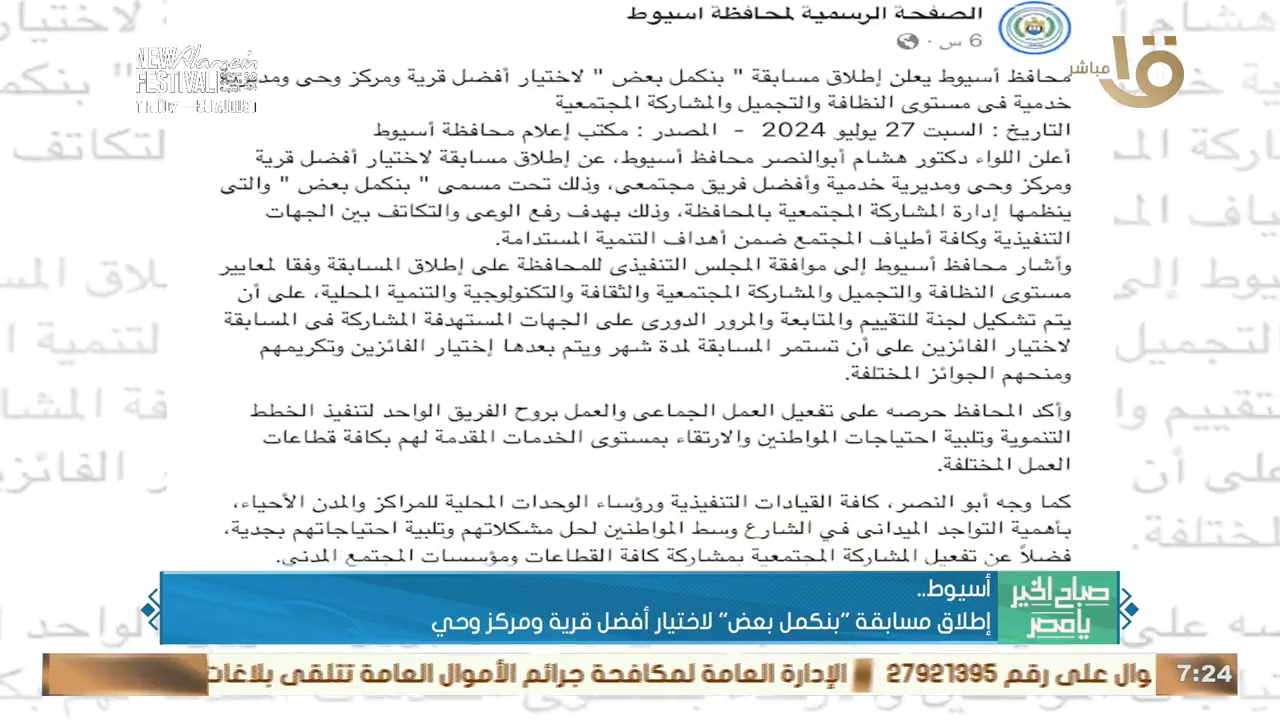 الصفحة الرسمية لمحافظة اسيوط
6 س ·
NEW Alamein
FESTIVAL
مباشر
محافظ أسيوط يعلن إطلاق مسابقة " بنكمل بعض " لاختيار أفضل قرية ومركز وحى
خدمية فى مستوى النظافة والتجميل والمشاركة المجتمعية
التاريخ : السبت 27 يوليو 2024 - المصدر : مكتب إعلام محافظة أسيوط
أعلن اللواء دكتور هشام أبوالنصر محافظ أسيوط، عن إطلاق مسابقة لاختيار أفضل قرية
ومركز وحى ومديرية خدمية وأفضل فريق مجتمعى، وذلك تحت مسمى " بنكمل بعض " والتى
ينظمها إدارة المشاركة المجتمعية بالمحافظة، وذلك بهدف رفع الوعى والتكاتف بين الجهات
التنفيذية وكافة أطياف المجتمع ضمن أهداف التنمية المستدامة.
وأشار محافظ أسيوط إلى موافقة المجلس التنفيذى للمحافظة على إطلاق المسابقة وفقا لمعايير
مستوى النظافة والتجميل والمشاركة المجتمعية والثقافة والتكنولوجية والتنمية المحلية، على أن
يتم تشكيل لجنة للتقييم والمتابعة والمرور الدورى على الجهات المستهدفة المشاركة فى المسابقة
لاختيار الفائزين على أن تستمر المسابقة لمدة شهر ويتم بعدها إختيار الفائزين وتكريمهم
ومنحهم الجوائز المختلفة.
وأكد المحافظ حرصه على تفعيل العمل الجماعى والعمل بروح الفريق الواحد لتنفيذ الخطط
التنموية وتلبية احتياجات المواطنين والارتقاء بمستوى الخدمات المقدمة لهم بكافة قطاعات
العمل المختلفة.
كما وجه أبو النصر، كافة القيادات التنفيذية ورؤساء الوحدات المحلية للمراكز والمدن الأحياء،
بأهمية التواجد الميدانى في الشارع وسط المواطنين لحل مشكلاتهم وتلبية احتياجاتهم بجدية،
فضلاً عن تفعيل المشاركة المجتمعية بمشاركة كافة القطاعات ومؤسسات المجتمع المدني.
صباح الخير
يا مصر
أسيوط..
إطلاق مسابقة “بنكمل بعض” لاختيار أفضل قرية ومركز وحي
7:24
وال على رقم 27921395
الإدارة العامة لمكافحة جرائم الأموال العامة تتلقى بلاغات